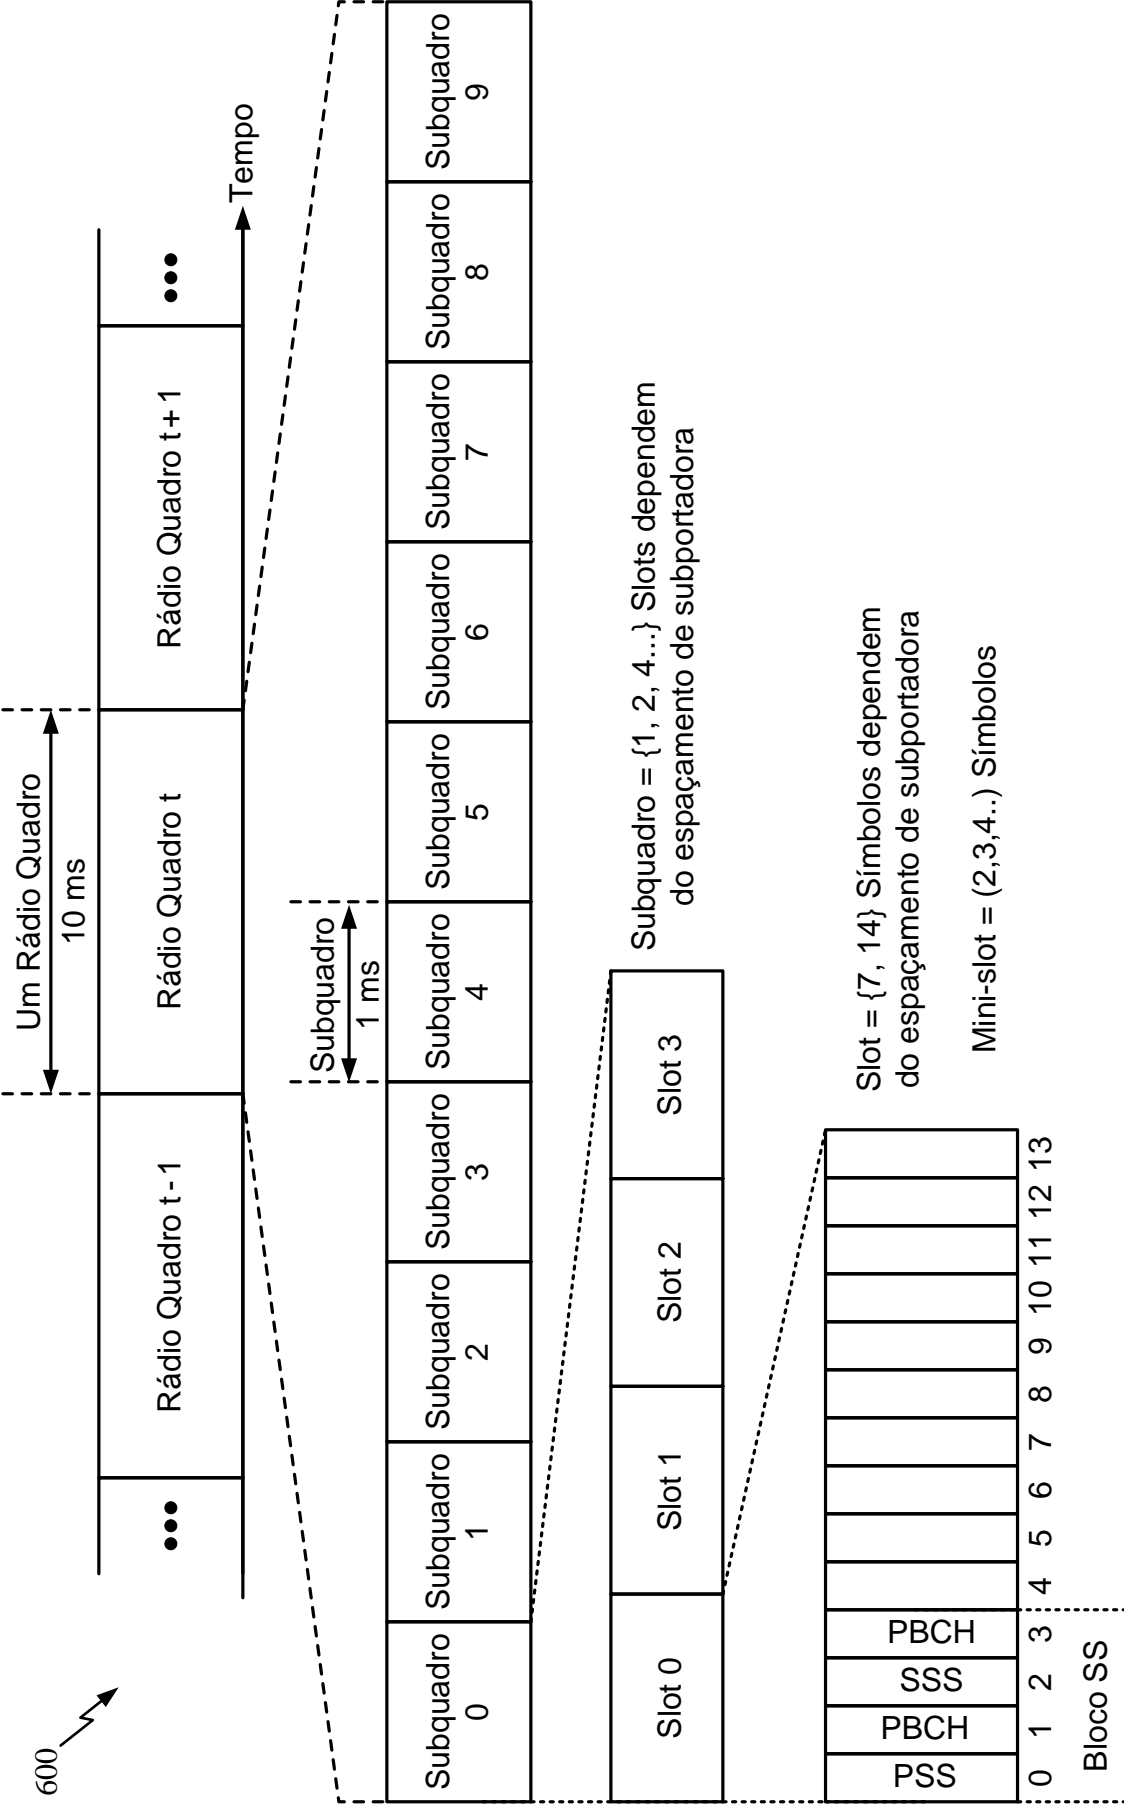 600
Um Rádio Quadro
10 ms
••• Rádio Quadro t - 1 Rádio Quadro t Rádio Quadro t + 1 •••
Tempo
Subquadro
1 ms
Subquadro 0
Subquadro 1
Subquadro 2
Subquadro 3
Subquadro 4
Subquadro 5
Subquadro 6
Subquadro 7
Subquadro 8
Subquadro 9
Slot 0 Slot 1 Slot 2 Slot 3
Subquadro = {1, 2, 4...} Slots dependem
do espaçamento de subportadora
PSS PBCH SSS PBCH
0 1 2 3 4 5 6 7 8 9 10 11 12 13
Bloco SS
Slot = {7, 14} Símbolos dependem
do espaçamento de subportadora
Mini-slot = (2,3,4..) Símbolos